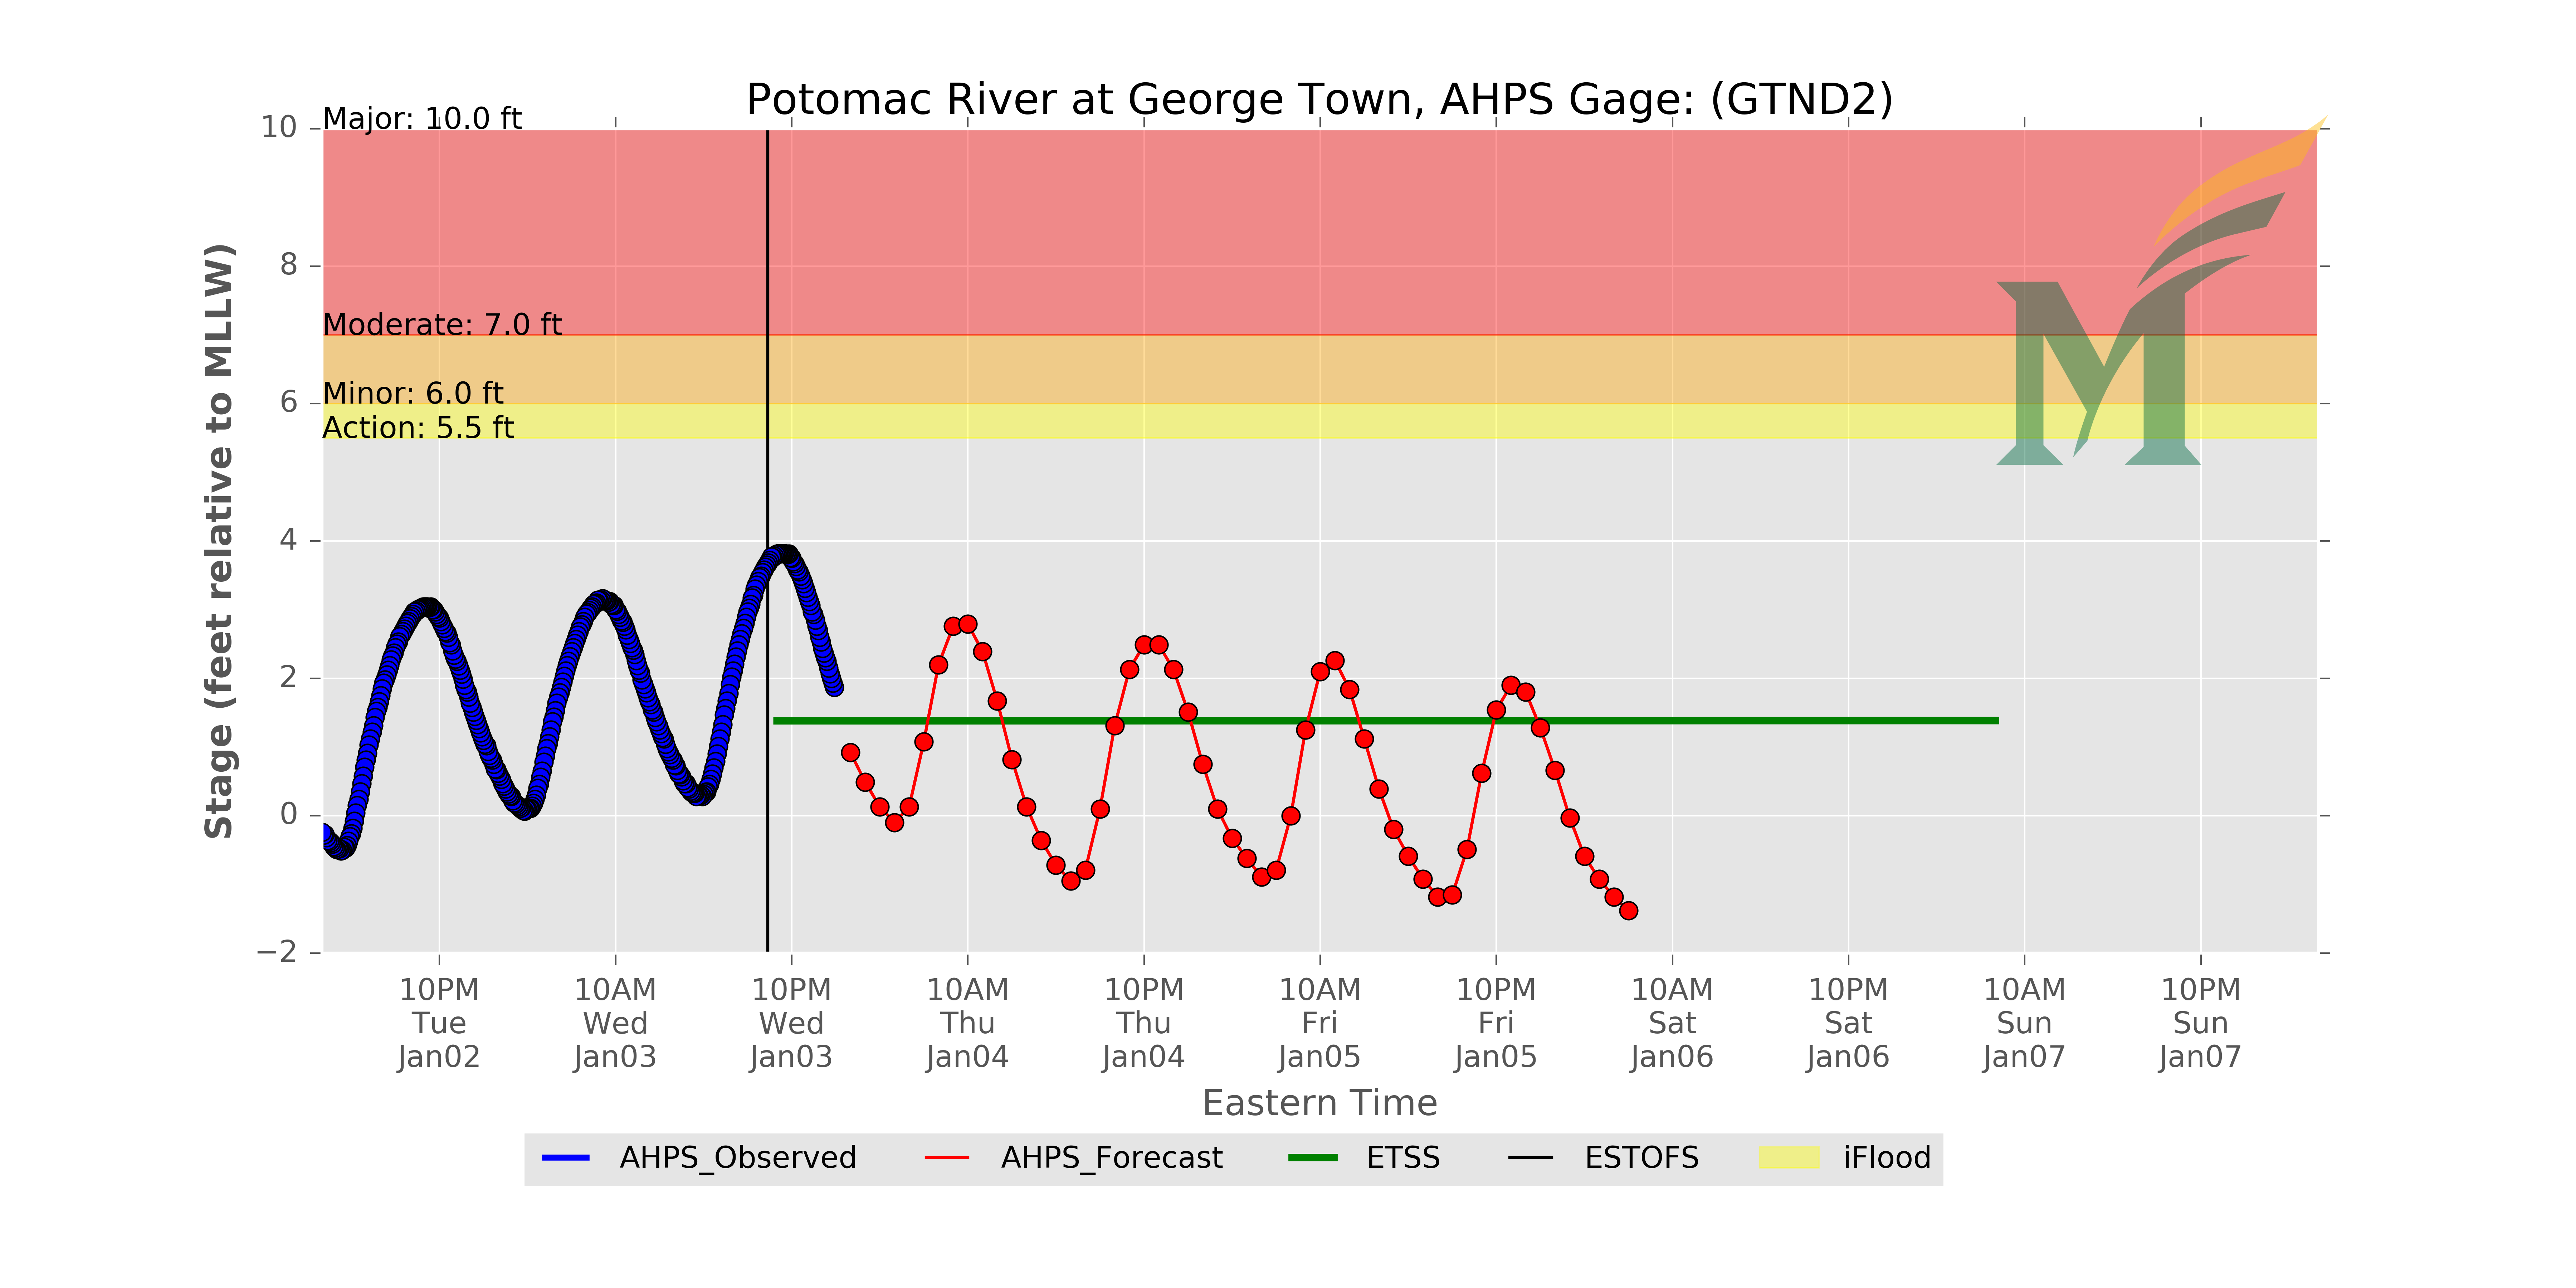 Potomac River at George Town, AHPS Gage: (GTND2)
Major: 10.0 ft
Moderate: 7.0 ft
Minor: 6.0 ft
Action: 5.5 ft
Stage (feet relative to MLLW)
10
8
6
4
2
0
−2
10PM 10AM 10PM 10AM 10PM 10AM 10PM 10AM 10PM 10AM 10PM
Tue Wed Wed Thu Thu Fri Fri Sat Sat Sun Sun
Jan02 Jan03 Jan03 Jan04 Jan04 Jan05 Jan05 Jan06 Jan06 Jan07 Jan07
Eastern Time
AHPS_Observed AHPS_Forecast ETSS ESTOFS iFlood